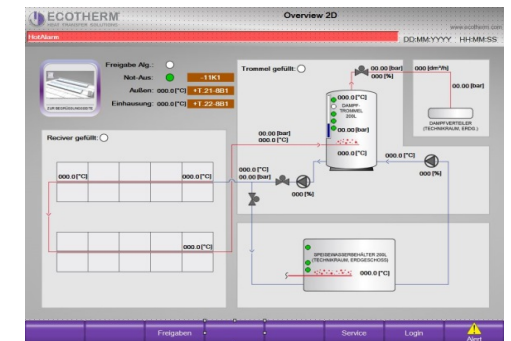 ECOTHERM
HEAT TRANSFER SOLUTIONS
Overview 2D
www.ecotherm.com
HotAlarm
DD:MM:YYYY HH:MM:SS
Freigabe Alg.:
Not-Aus: -11K1
Außen: 000.0[°C] +T.21-8B1
Einhausung: 000.0[°C] +T.22-8B1
Trommel gefüllt:
00.00 [bar]
000 [%]
000 [dm³/h]
00.00 [bar]
000.0[°C]
DAMPF-
TROMMEL
200L
00.00 [bar]
000.0[°C]
DAMPFVERTEILER
(TECHNIKRAUM, ERDG.)
Reciver gefüllt:
00.00 [bar]
000.0[°C]
000.0[°C]
000.0[°C]
000.0[°C]
00.00 [bar]
000 [%]
000.0[°C]
000 [%]
000.0[°C]
SPEISEWASSERBEHÄLTER 250L
(TECHNIKRAUM, ERDGESCHOSS)
000.0 [°C]
Freigaben
Service
Login
Alert